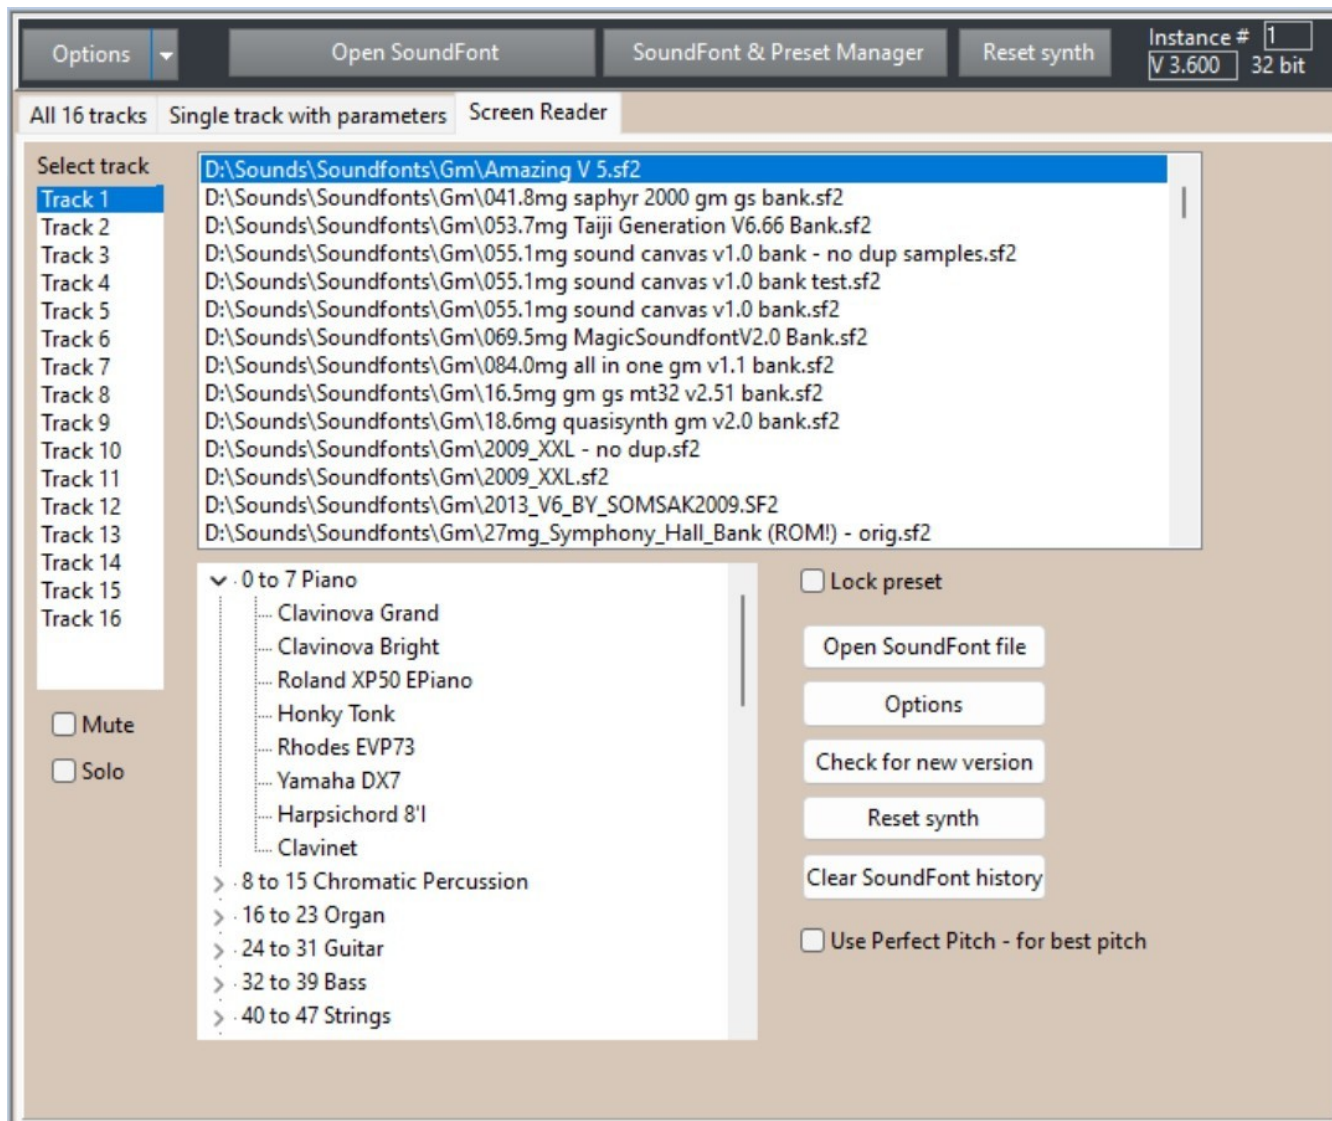 Options
Open SoundFont
SoundFont & Preset Manager
Reset synth
Instance # 1
V 3.600 32 bit
All 16 tracks
Single track with parameters
Screen Reader
Select track
Track 1
Track 2
Track 3
Track 4
Track 5
Track 6
Track 7
Track 8
Track 9
Track 10
Track 11
Track 12
Track 13
Track 14
Track 15
Track 16
Mute
Solo
D:\Sounds\Soundfonts\Gm\Amazing V 5.sf2
D:\Sounds\Soundfonts\Gm\041.8mg saphyr 2000 gm gs bank.sf2
D:\Sounds\Soundfonts\Gm\053.7mg Taiji Generation V6.66 Bank.sf2
D:\Sounds\Soundfonts\Gm\055.1mg sound canvas v1.0 bank - no dup samples.sf2
D:\Sounds\Soundfonts\Gm\055.1mg sound canvas v1.0 bank test.sf2
D:\Sounds\Soundfonts\Gm\055.1mg sound canvas v1.0 bank.sf2
D:\Sounds\Soundfonts\Gm\069.5mg MagicSoundfontV2.0 Bank.sf2
D:\Sounds\Soundfonts\Gm\084.0mg all in one gm v1.1 bank.sf2
D:\Sounds\Soundfonts\Gm\16.5mg gm gs mt32 v2.51 bank.sf2
D:\Sounds\Soundfonts\Gm\18.6mg quasisynth gm v2.0 bank.sf2
D:\Sounds\Soundfonts\Gm\2009_XXL - no dup.sf2
D:\Sounds\Soundfonts\Gm\2009_XXL.sf2
D:\Sounds\Soundfonts\Gm\2013_V6_BY_SOMSAK2009.SF2
D:\Sounds\Soundfonts\Gm\27mg_Symphony_Hall_Bank (ROM!) - orig.sf2
0 to 7 Piano
Clavinova Grand
Clavinova Bright
Roland XP50 EPiano
Honky Tonk
Rhodes EVP73
Yamaha DX7
Harpsichord 8'I
Clavinet
8 to 15 Chromatic Percussion
16 to 23 Organ
24 to 31 Guitar
32 to 39 Bass
40 to 47 Strings
Lock preset
Open SoundFont file
Options
Check for new version
Reset synth
Clear SoundFont history
Use Perfect Pitch - for best pitch